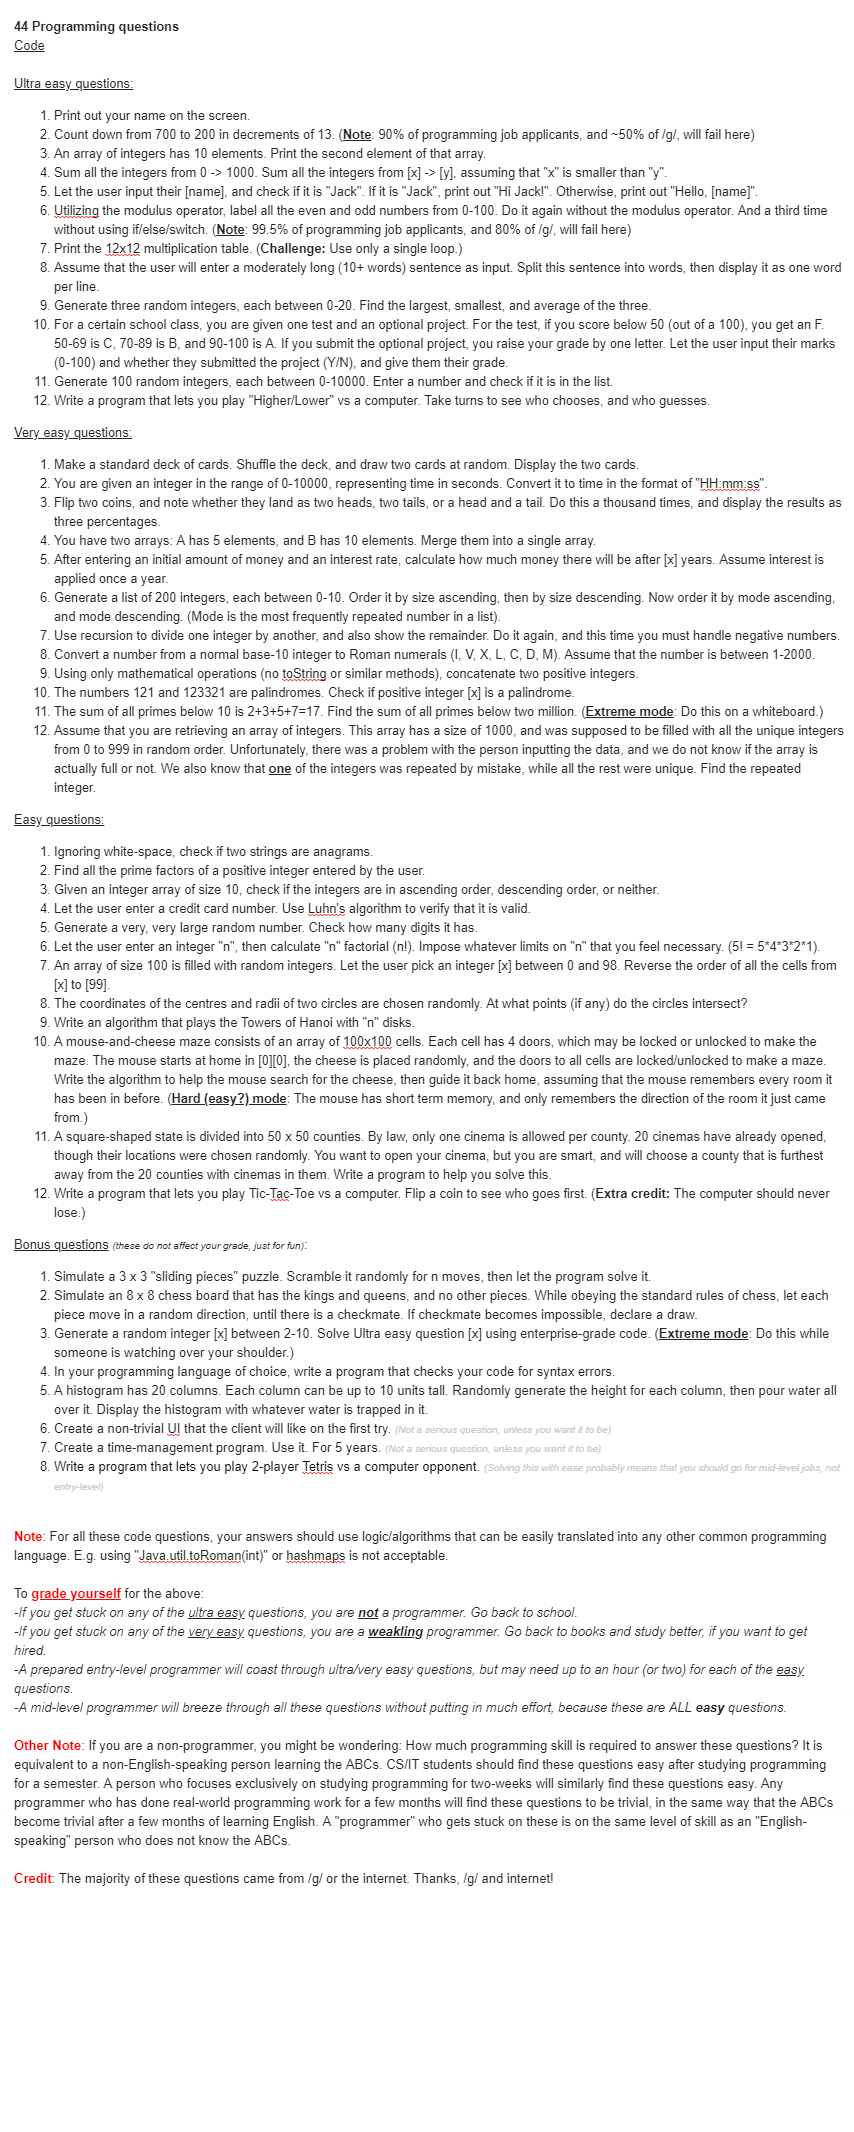 44 Programming questions
Code
Ultra easy questions:
1. Print out your name on the screen.
2. Count down from 700 to 200 in decrements of 13. (Note: 90% of programming job applicants, and ~50% of /g/, will fail here)
3. An array of integers has 10 elements. Print the second element of that array.
4. Sum all the integers from 0 -> 1000. Sum all the integers from [x] -> [y], assuming that "x" is smaller than "y".
5. Let the user input their [name], and check if it is "Jack". If it is "Jack", print out "Hi Jack!". Otherwise, print out "Hello, [name]".
6. Utilizing the modulus operator, label all the even and odd numbers from 0-100. Do it again without the modulus operator. And a third time
without using if/else/switch. (Note: 99.5% of programming job applicants, and 80% of /g/, will fail here)
7. Print the 12x12 multiplication table. (Challenge: Use only a single loop.)
8. Assume that the user will enter a moderately long (10+ words) sentence as input. Split this sentence into words, then display it as one word
per line.
9. Generate three random integers, each between 0-20. Find the largest, smallest, and average of the three.
10. For a certain school class, you are given one test and an optional project. For the test, if you score below 50 (out of a 100), you get an F.
50-69 is C, 70-89 is B, and 90-100 is A. If you submit the optional project, you raise your grade by one letter. Let the user input their marks
(0-100) and whether they submitted the project (Y/N), and give them their grade.
11. Generate 100 random integers, each between 0-10000. Enter a number and check if it is in the list.
12. Write a program that lets you play "Higher/Lower" vs a computer. Take turns to see who chooses, and who guesses.
Very easy questions:
1. Make a standard deck of cards. Shuffle the deck, and draw two cards at random. Display the two cards.
2. You are given an integer in the range of 0-10000, representing time in seconds. Convert it to time in the format of "HH:mm:ss".
3. Flip two coins, and note whether they land as two heads, two tails, or a head and a tail. Do this a thousand times, and display the results as
three percentages.
4. You have two arrays: A has 5 elements, and B has 10 elements. Merge them into a single array.
5. After entering an initial amount of money and an interest rate, calculate how much money there will be after [x] years. Assume interest is
applied once a year.
6. Generate a list of 200 integers, each between 0-10. Order it by size ascending, then by size descending. Now order it by mode ascending,
and mode descending. (Mode is the most frequently repeated number in a list).
7. Use recursion to divide one integer by another, and also show the remainder. Do it again, and this time you must handle negative numbers.
8. Convert a number from a normal base-10 integer to Roman numerals (I, V, X, L, C, D, M). Assume that the number is between 1-2000.
9. Using only mathematical operations (no toString or similar methods), concatenate two positive integers.
10. The numbers 121 and 123321 are palindromes. Check if positive integer [x] is a palindrome.
11. The sum of all primes below 10 is 2+3+5+7=17. Find the sum of all primes below two million. (Extreme mode: Do this on a whiteboard.)
12. Assume that you are retrieving an array of integers. This array has a size of 1000, and was supposed to be filled with all the unique integers
from 0 to 999 in random order. Unfortunately, there was a problem with the person inputting the data, and we do not know if the array is
actually full or not. We also know that one of the integers was repeated by mistake, while all the rest were unique. Find the repeated
integer.
Easy questions:
1. Ignoring white-space, check if two strings are anagrams.
2. Find all the prime factors of a positive integer entered by the user.
3. Given an integer array of size 10, check if the integers are in ascending order, descending order, or neither.
4. Let the user enter a credit card number. Use Luhn's algorithm to verify that it is valid.
5. Generate a very, very large random number. Check how many digits it has.
6. Let the user enter an integer "n", then calculate "n" factorial (n!). Impose whatever limits on "n" that you feel necessary. (5! = 5*4*3*2*1).
7. An array of size 100 is filled with random integers. Let the user pick an integer [x] between 0 and 98. Reverse the order of all the cells from
[x] to [99].
8. The coordinates of the centres and radii of two circles are chosen randomly. At what points (if any) do the circles intersect?
9. Write an algorithm that plays the Towers of Hanoi with "n" disks.
10. A mouse-and-cheese maze consists of an array of 100x100 cells. Each cell has 4 doors, which may be locked or unlocked to make the
maze. The mouse starts at home in [0][0], the cheese is placed randomly, and the doors to all cells are locked/unlocked to make a maze.
Write the algorithm to help the mouse search for the cheese, then guide it back home, assuming that the mouse remembers every room it
has been in before. (Hard (easy?) mode: The mouse has short term memory, and only remembers the direction of the room it just came
from.)
11. A square-shaped state is divided into 50 x 50 counties. By law, only one cinema is allowed per county. 20 cinemas have already opened,
though their locations were chosen randomly. You want to open your cinema, but you are smart, and will choose a county that is furthest
away from the 20 counties with cinemas in them. Write a program to help you solve this.
12. Write a program that lets you play Tic-Tac-Toe vs a computer. Flip a coin to see who goes first. (Extra credit: The computer should never
lose.)
Bonus questions (these do not affect your grade, just for fun):
1. Simulate a 3 x 3 "sliding pieces" puzzle. Scramble it randomly for n moves, then let the program solve it.
2. Simulate an 8 x 8 chess board that has the kings and queens, and no other pieces. While obeying the standard rules of chess, let each
piece move in a random direction, until there is a checkmate. If checkmate becomes impossible, declare a draw.
3. Generate a random integer [x] between 2-10. Solve Ultra easy question [x] using enterprise-grade code. (Extreme mode: Do this while
someone is watching over your shoulder.)
4. In your programming language of choice, write a program that checks your code for syntax errors.
5. A histogram has 20 columns. Each column can be up to 10 units tall. Randomly generate the height for each column, then pour water all
over it. Display the histogram with whatever water is trapped in it.
6. Create a non-trivial UI that the client will like on the first try. (Not a serious question, unless you want it to be)
7. Create a time-management program. Use it. For 5 years. (Not a serious question, unless you want it to be)
8. Write a program that lets you play 2-player Tetris vs a computer opponent. (Solving this with ease probably means that you should go for mid-level jobs, not
entry-level)
Note: For all these code questions, your answers should use logic/algorithms that can be easily translated into any other common programming
language. E.g. using "Java.util.toRoman(int)" or hashmaps is not acceptable.
To grade yourself for the above:
-If you get stuck on any of the ultra easy questions, you are not a programmer. Go back to school.
-If you get stuck on any of the very easy questions, you are a weakling programmer. Go back to books and study better, if you want to get
hired.
-A prepared entry-level programmer will coast through ultra/very easy questions, but may need up to an hour (or two) for each of the easy
questions.
-A mid-level programmer will breeze through all these questions without putting in much effort, because these are ALL easy questions.
Other Note: If you are a non-programmer, you might be wondering: How much programming skill is required to answer these questions? It is
equivalent to a non-English-speaking person learning the ABCs. CS/IT students should find these questions easy after studying programming
for a semester. A person who focuses exclusively on studying programming for two-weeks will similarly find these questions easy. Any
programmer who has done real-world programming work for a few months will find these questions to be trivial, in the same way that the ABCs
become trivial after a few months of learning English. A "programmer" who gets stuck on these is on the same level of skill as an "English-
speaking" person who does not know the ABCs.
Credit: The majority of these questions came from /g/ or the internet. Thanks, /g/ and internet!